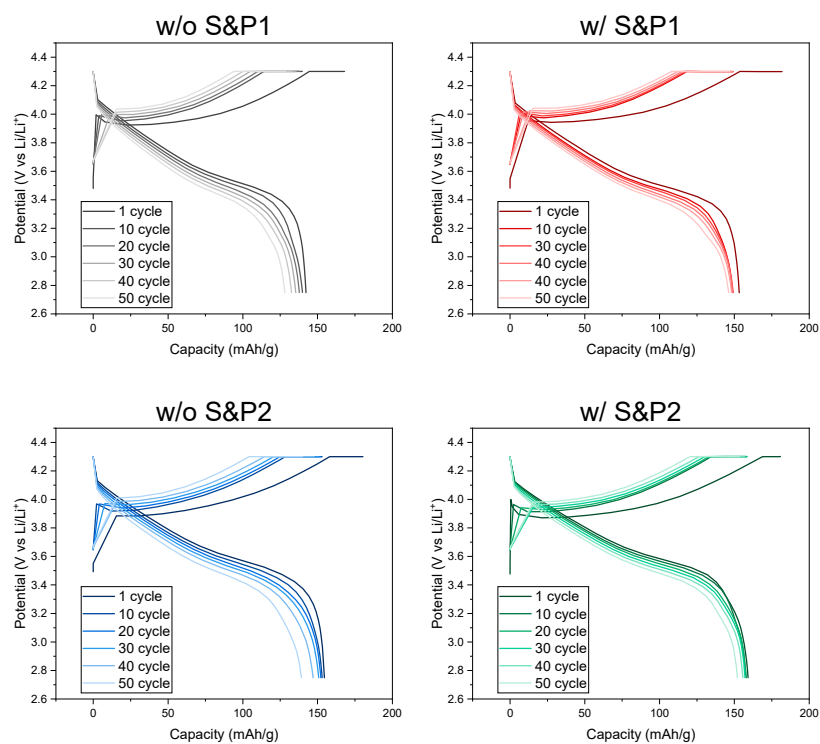 w/o S&P1
4.4
4.2
4.0
3.8
3.6
3.4
3.2
3.0
2.8
2.6
Potential (V vs Li/Li⁺)
1 cycle
10 cycle
20 cycle
30 cycle
40 cycle
50 cycle
0 50 100 150 200
Capacity (mAh/g)
w/ S&P1
4.4
4.2
4.0
3.8
3.6
3.4
3.2
3.0
2.8
2.6
Potential (V vs Li/Li⁺)
1 cycle
10 cycle
30 cycle
40 cycle
40 cycle
50 cycle
0 50 100 150 200
Capacity (mAh/g)
w/o S&P2
4.4
4.2
4.0
3.8
3.6
3.4
3.2
3.0
2.8
2.6
Potential (V vs Li/Li⁺)
1 cycle
10 cycle
20 cycle
30 cycle
40 cycle
50 cycle
0 50 100 150 200
Capacity (mAh/g)
w/ S&P2
4.4
4.2
4.0
3.8
3.6
3.4
3.2
3.0
2.8
2.6
Potential (V vs Li/Li⁺)
1 cycle
10 cycle
20 cycle
30 cycle
40 cycle
50 cycle
0 50 100 150 200
Capacity (mAh/g)